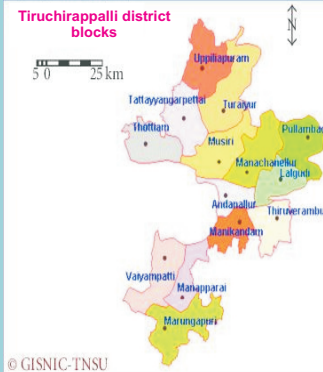 Tiruchirappalli district
blocks
N
5 0 25 km
Uppiliapuram
Tattayyangarpettai
Turaiyur
Thottiam
Musiri
Pullambadi
Manachanellur
Lalgudi
Andanallur
Thiruverumbu
Manikandam
Vaiyampatti
Manapparai
Marungapuri
© GISNIC-TNSU